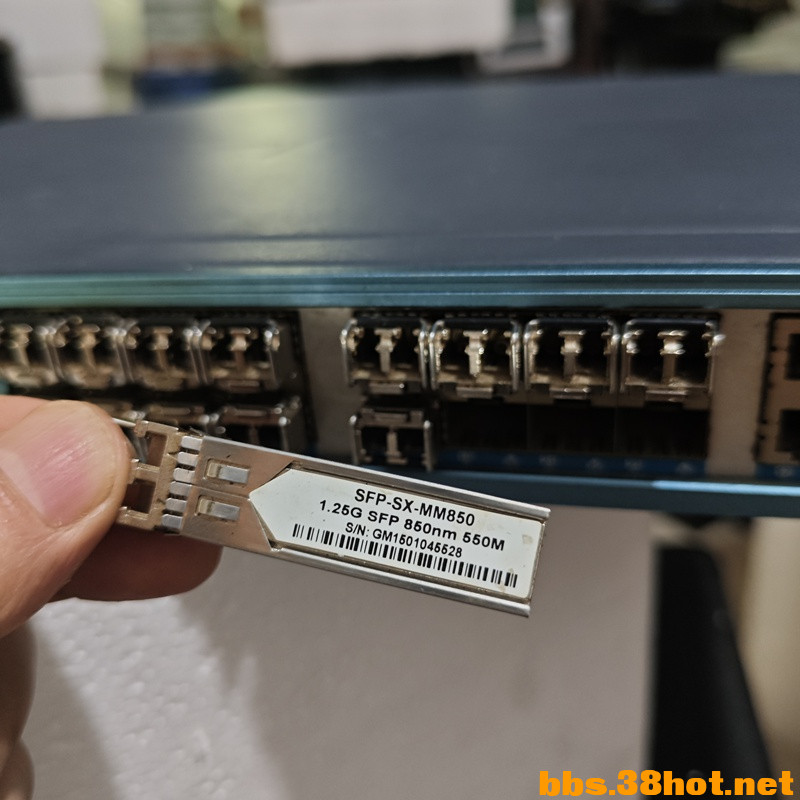 SFP-SX-MM850
1.25G SFP 850nm 550M
S/N: GM1501045528
bbs.38hot.net